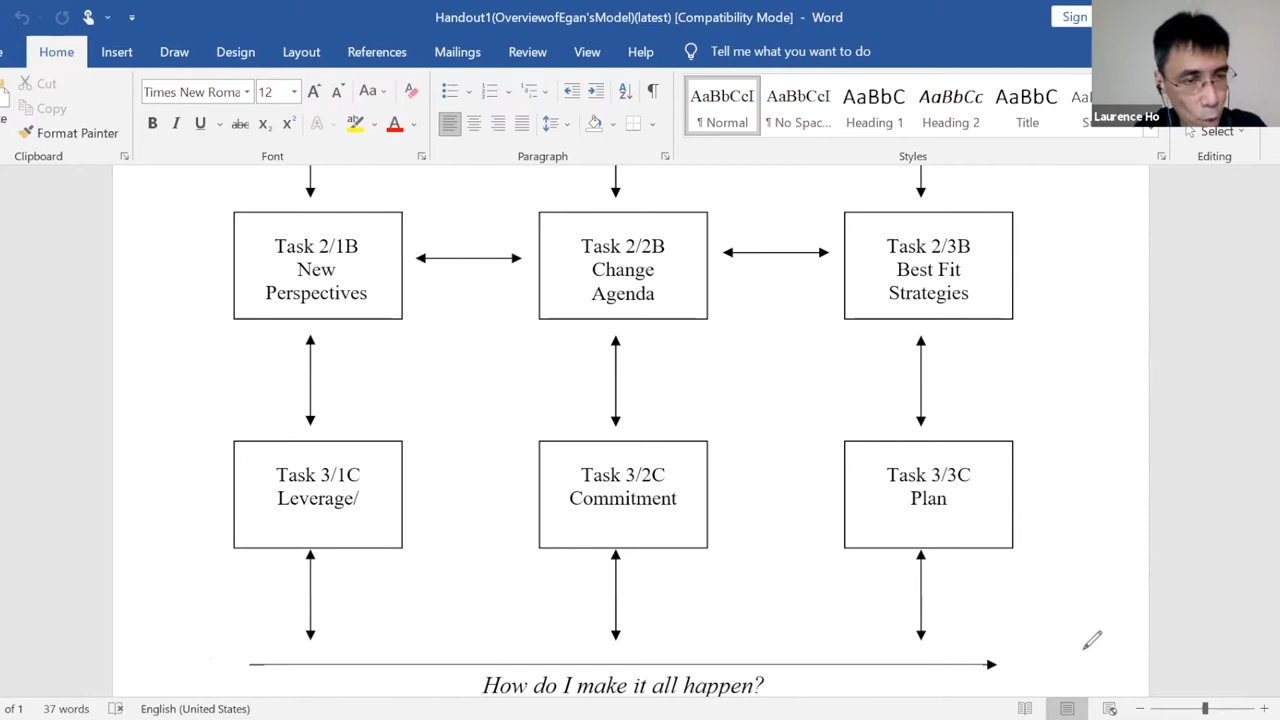 Handout1(OverviewofEgan'sModel)(latest) [Compatibility Mode] - Word
Sign
Home Insert Draw Design Layout References Mailings Review View Help Tell me what you want to do
Cut
Copy
Format Painter
Clipboard
Times New Roma 12
Aa
B I U abc X₂ X² A A
Font
Paragraph
AaBbCcI AaBbCcI AaBbC AaBbCc AaBbC
¶ Normal ¶ No Spac... Heading 1 Heading 2 Title
Styles
Laurence Ho
Select
Editing
Task 2/1B
New
Perspectives
Task 2/2B
Change
Agenda
Task 2/3B
Best Fit
Strategies
Task 3/1C
Leverage/
Task 3/2C
Commitment
Task 3/3C
Plan
How do I make it all happen?
of 1 37 words English (United States)